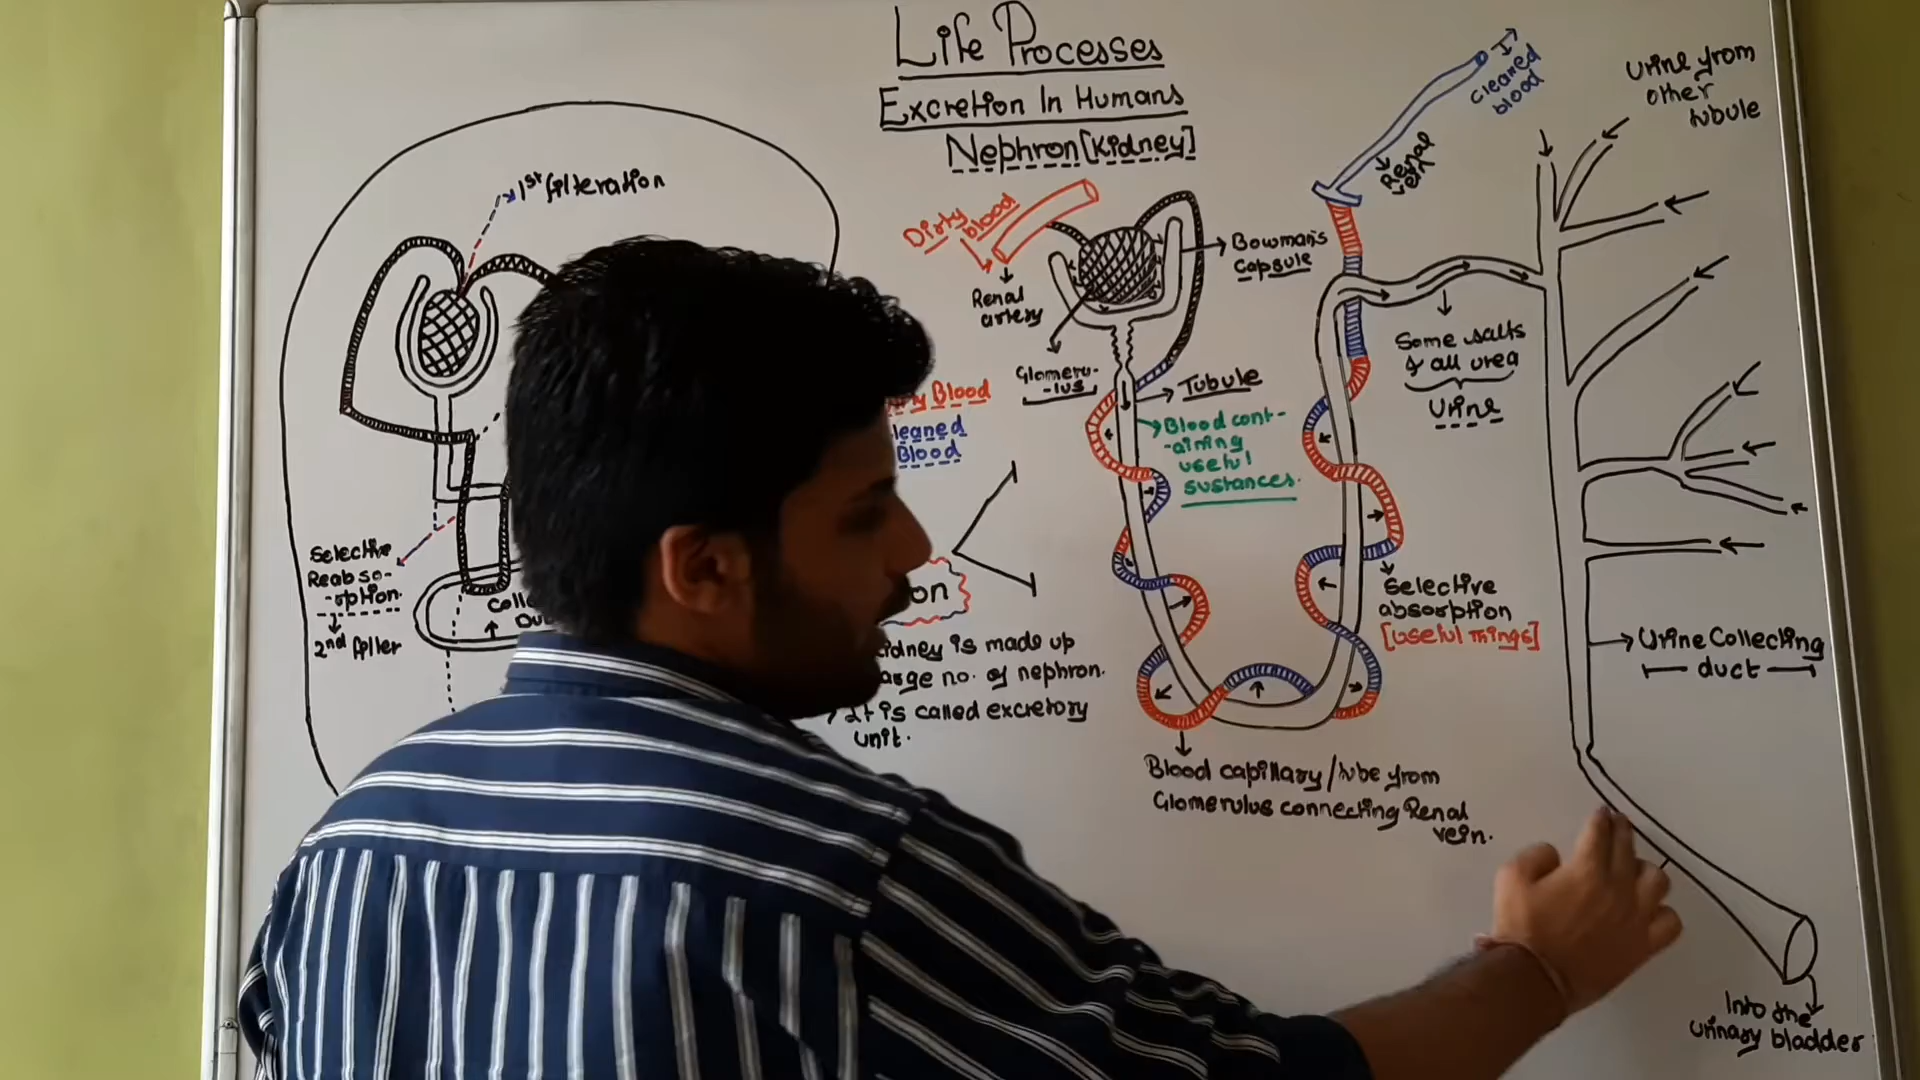 Life Processes
Excretion In Humans
Nephron [Kidney]
1st filteration
Selective
Reabso-
-rption.
2nd filter
Dirty
blood
Renal
artery
Glomeru-
-lus
Bowman's
Capsule
Tubule
Blood cont-
-aining
useful
sustances.
Blood
leaned
Blood
on
idney is made up
arge no. of nephron.
It is called excretory
unit.
Blood capillary/tube from
Glomerulus connecting Renal
vein.
Cleaned
blood
Renal
vein
Some salts
& all urea
Urine
Selective
absorption
[useful things]
Urine from
other
tubule
Urine Collecting
duct
Into the
urinary bladder